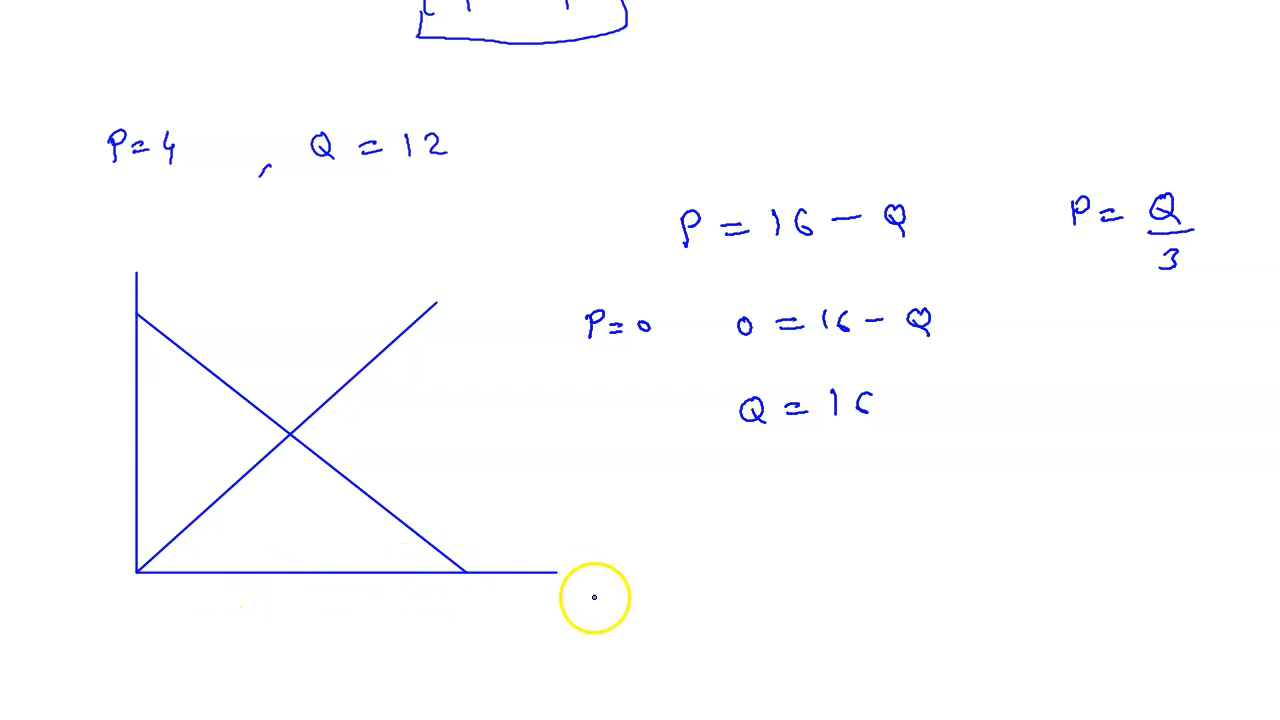 P = 4 , Q = 12
P = 16 - Q
P = Q/3
P = 0 0 = 16 - Q
Q = 16